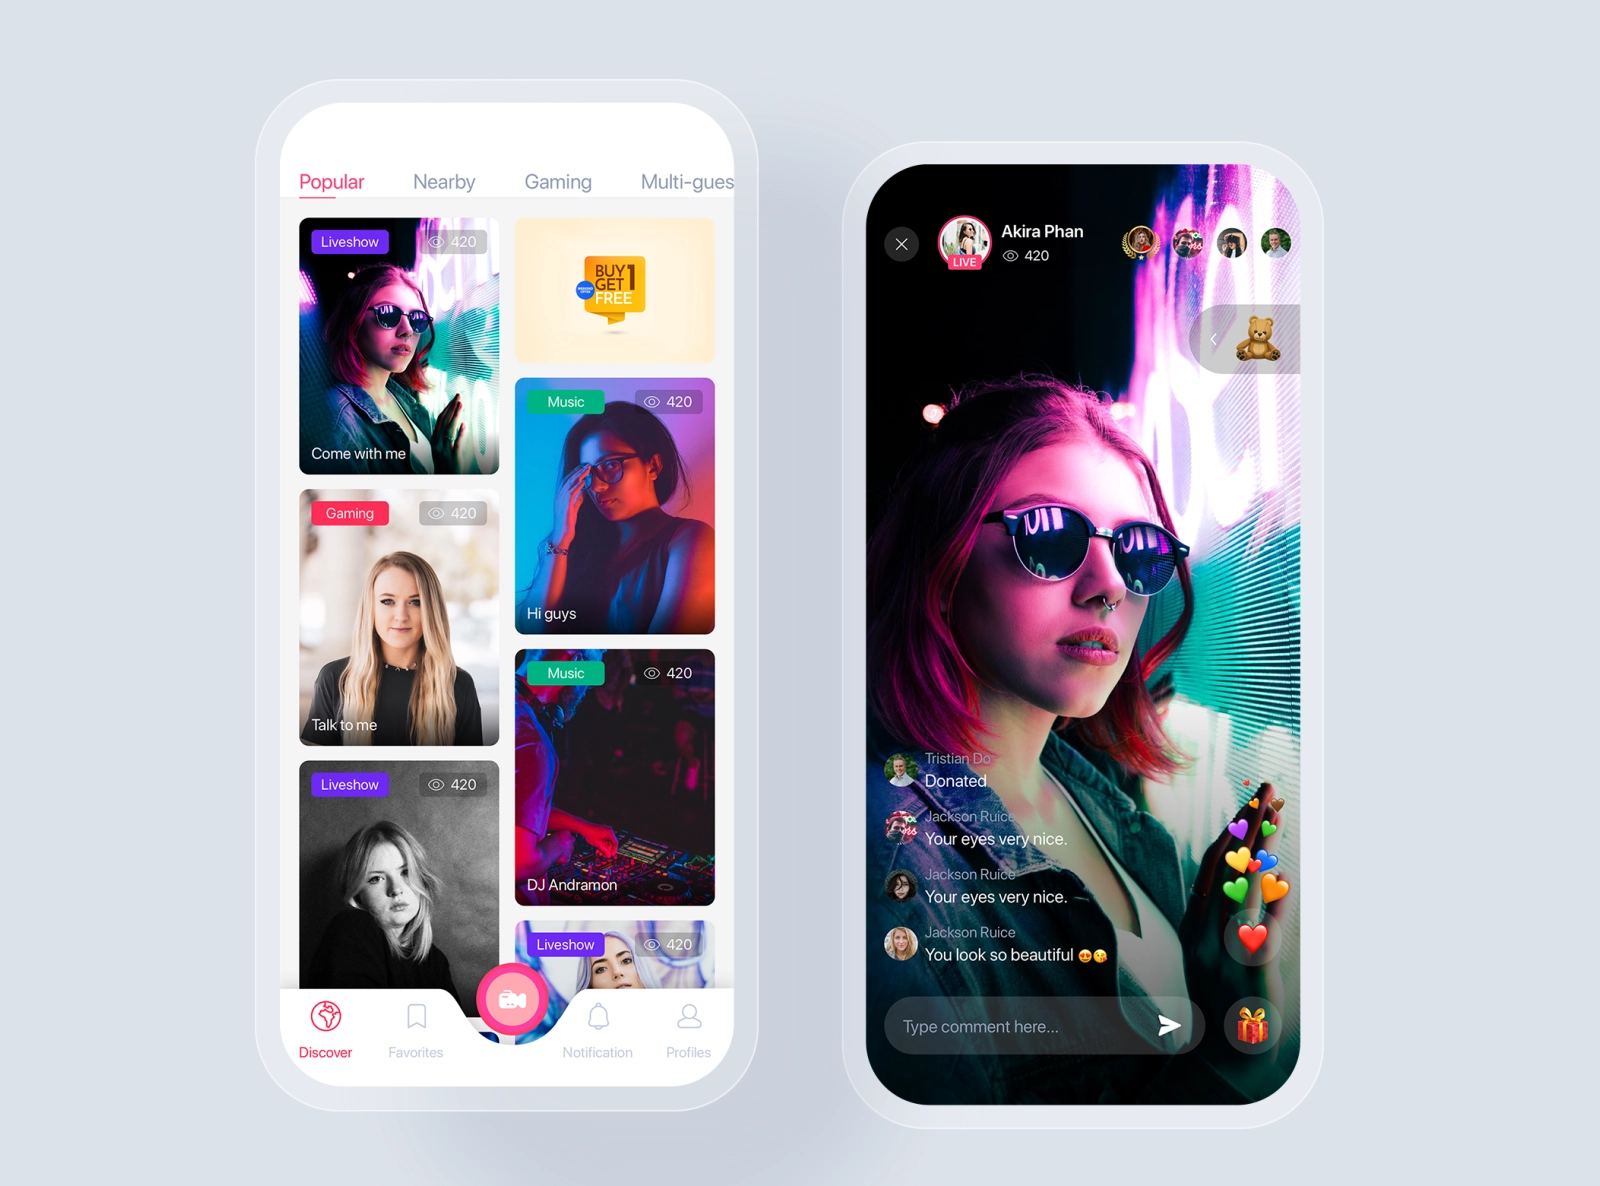 Popular Nearby Gaming Multi-gues
Liveshow 420
Come with me
BUY 1
GET
FREE
Music 420
Hi guys
Gaming 420
Talk to me
Music 420
DJ Andramon
Liveshow 420
Liveshow 420
Discover Favorites Notification Profiles
Akira Phan
420
LIVE
Tristian Do
Donated
Jackson Ruice
Your eyes very nice.
Jackson Ruice
Your eyes very nice.
Jackson Ruice
You look so beautiful 😍😘
Type comment here...